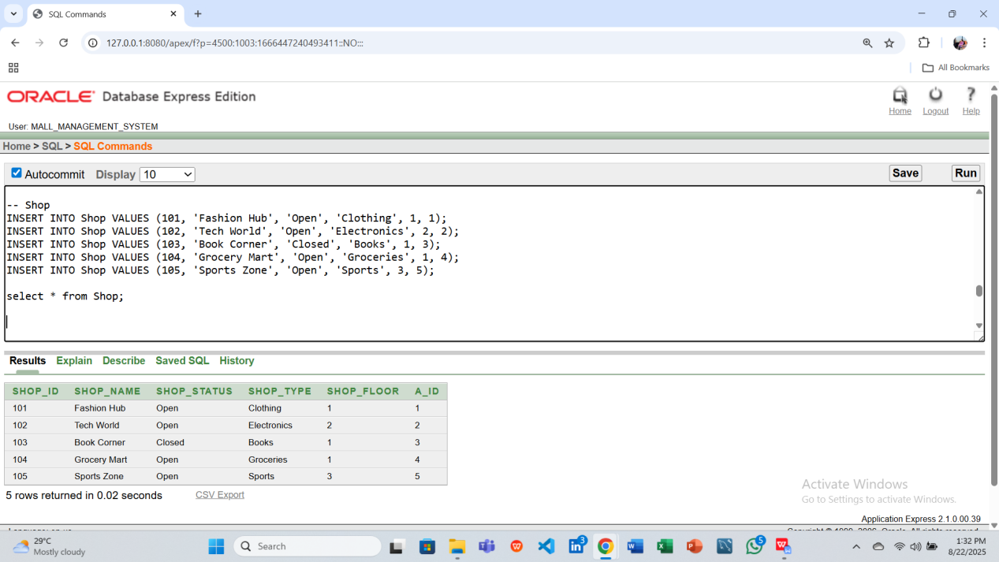 SQL Commands
127.0.0.1:8080/apex/f?p=4500:1003:1666447240493411::NO:::
All Bookmarks
ORACLE Database Express Edition
Home Logout Help
User: MALL_MANAGEMENT_SYSTEM
Home > SQL > SQL Commands
Autocommit Display 10 Save Run
-- Shop
INSERT INTO Shop VALUES (101, 'Fashion Hub', 'Open', 'Clothing', 1, 1);
INSERT INTO Shop VALUES (102, 'Tech World', 'Open', 'Electronics', 2, 2);
INSERT INTO Shop VALUES (103, 'Book Corner', 'Closed', 'Books', 1, 3);
INSERT INTO Shop VALUES (104, 'Grocery Mart', 'Open', 'Groceries', 1, 4);
INSERT INTO Shop VALUES (105, 'Sports Zone', 'Open', 'Sports', 3, 5);
select * from Shop;
Results Explain Describe Saved SQL History
SHOP_ID SHOP_NAME SHOP_STATUS SHOP_TYPE SHOP_FLOOR A_ID
101 Fashion Hub Open Clothing 1 1
102 Tech World Open Electronics 2 2
103 Book Corner Closed Books 1 3
104 Grocery Mart Open Groceries 1 4
105 Sports Zone Open Sports 3 5
5 rows returned in 0.02 seconds CSV Export
Activate Windows
Go to Settings to activate Windows.
Application Express 2.1.0.00.39
29°C
Mostly cloudy
Search
3
5
1:32 PM
8/22/2025